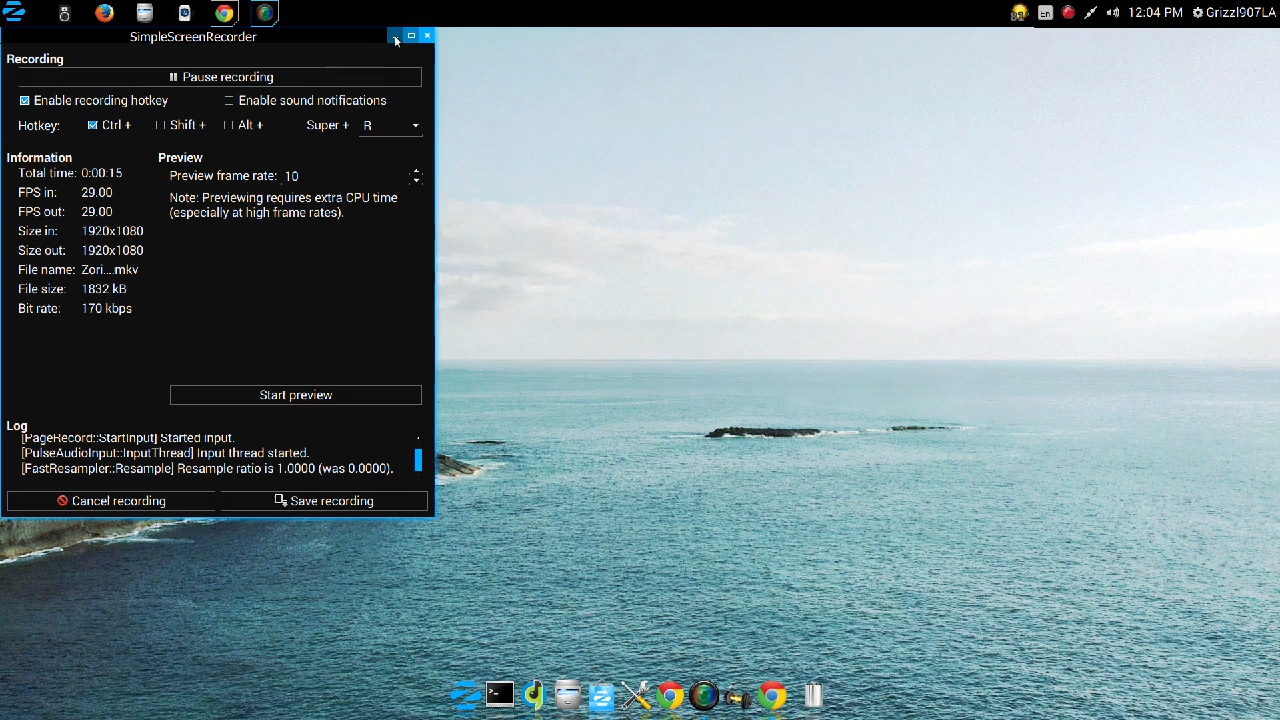 31 En 12:04 PM Grizzl907LA
SimpleScreenRecorder
Recording
Pause recording
Enable recording hotkey Enable sound notifications
Hotkey: Ctrl + Shift + Alt + Super + R
Information Preview
Total time: 0:00:15
Preview frame rate: 10
FPS in: 29.00
Note: Previewing requires extra CPU time
FPS out: 29.00
(especially at high frame rates).
Size in: 1920x1080
Size out: 1920x1080
File name: Zori...mkv
File size: 1832 kB
Bit rate: 170 kbps
Start preview
Log
[PageRecord::StartInput] Started input.
[PulseAudioInput::InputThread] Input thread started.
[FastResampler::Resample] Resample ratio is 1.0000 (was 0.0000).
Cancel recording Save recording